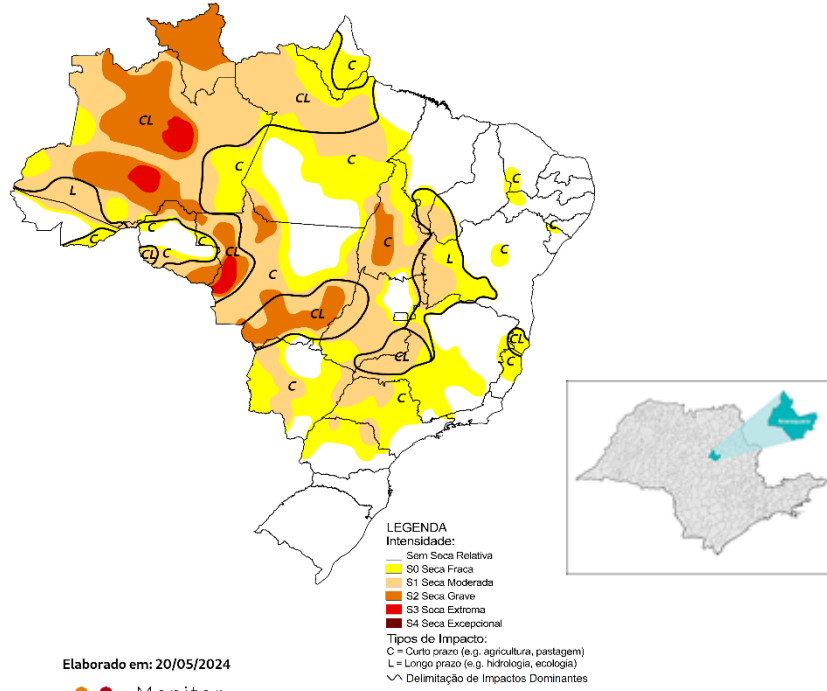 C
CL
CL
C
C
C
L
C
C
C
CL
CL
C
C
C
L
C
CL
CL
CL
C
C
C
Araraquara
LEGENDA
Intensidade:
Sem Seca Relativa
S0 Seca Fraca
S1 Seca Moderada
S2 Seca Grave
S3 Seca Extrema
S4 Seca Excepcional
Tipos de Impacto:
C = Curto prazo (e.g. agricultura, pastagem)
L = Longo prazo (e.g. hidrologia, ecologia)
Delimitação de Impactos Dominantes
Elaborado em: 20/05/2024
Monitor